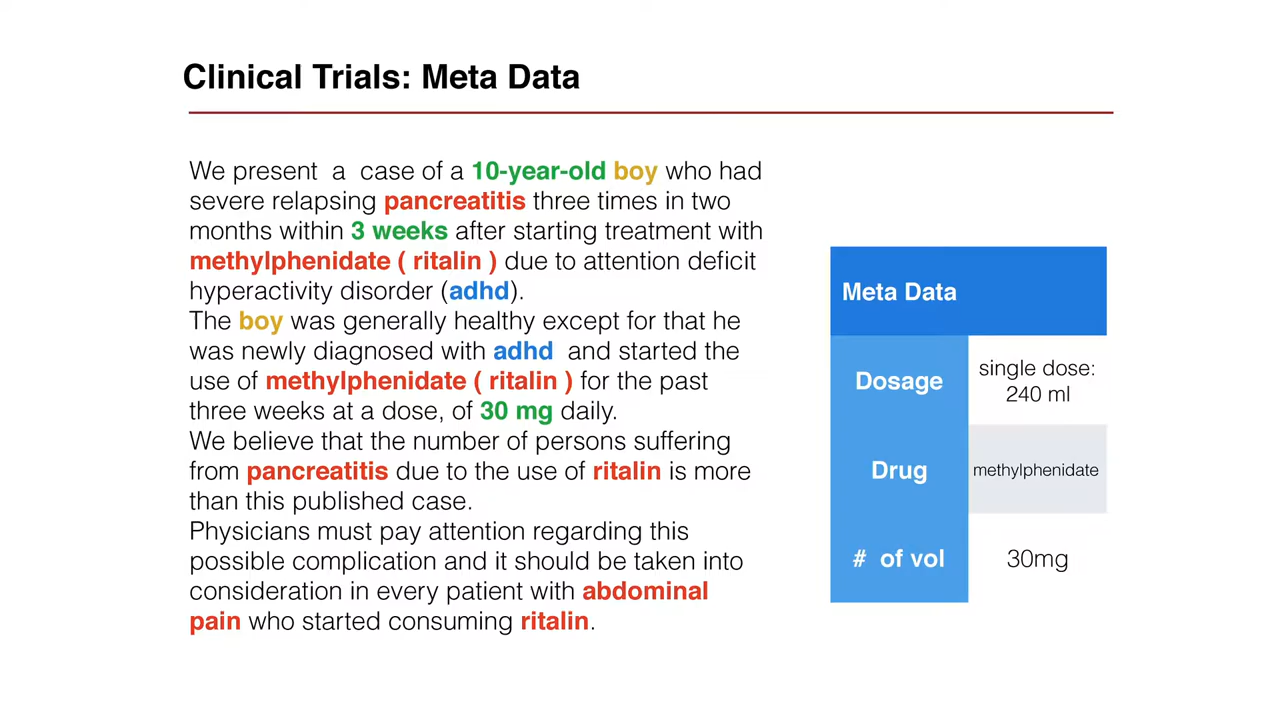 Clinical Trials: Meta Data
We present a case of a 10-year-old boy who had
severe relapsing pancreatitis three times in two
months within 3 weeks after starting treatment with
methylphenidate ( ritalin ) due to attention deficit
hyperactivity disorder (adhd).
The boy was generally healthy except for that he
was newly diagnosed with adhd and started the
use of methylphenidate ( ritalin ) for the past
three weeks at a dose, of 30 mg daily.
We believe that the number of persons suffering
from pancreatitis due to the use of ritalin is more
than this published case.
Physicians must pay attention regarding this
possible complication and it should be taken into
consideration in every patient with abdominal
pain who started consuming ritalin.
Meta Data
Dosage
single dose:
240 ml
Drug
methylphenidate
# of vol
30mg